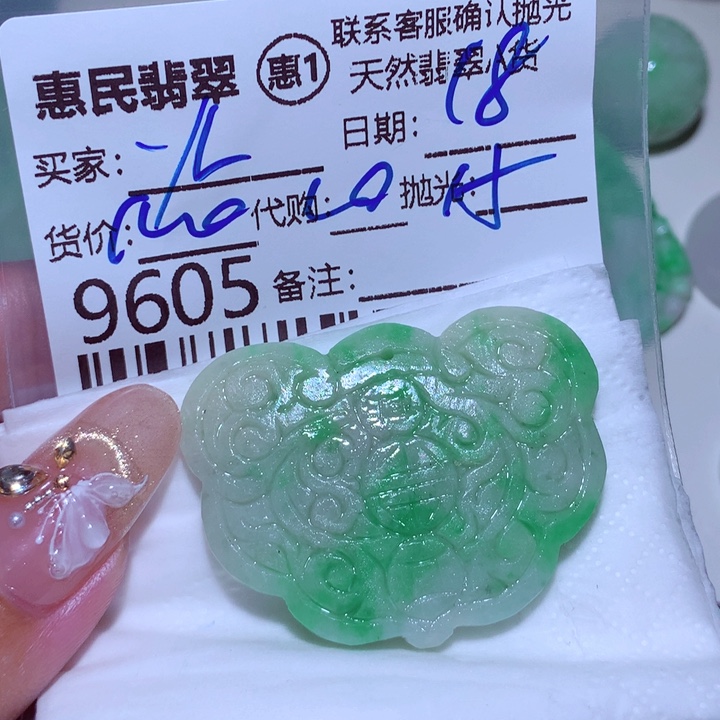 联系客服确认抛光
惠民翡翠 惠1 天然翡翠A货
买家: 日期: 18
货价: 代购: 抛光:
9605 备注: